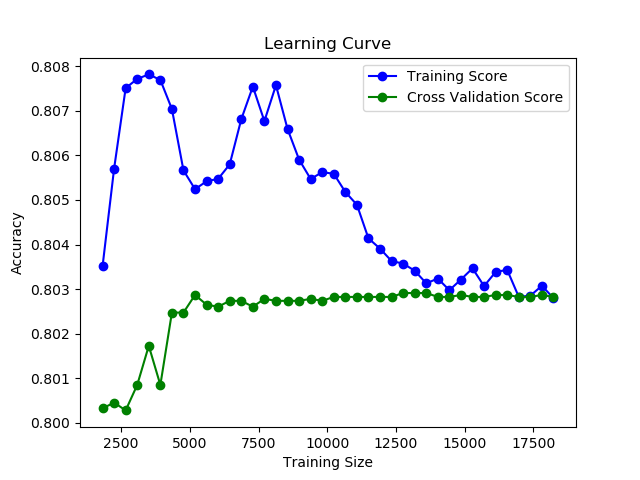 Learning Curve
Training Score
Cross Validation Score
0.808
0.807
0.806
0.805
0.804
0.803
0.802
0.801
0.800
Accuracy
2500 5000 7500 10000 12500 15000 17500
Training Size